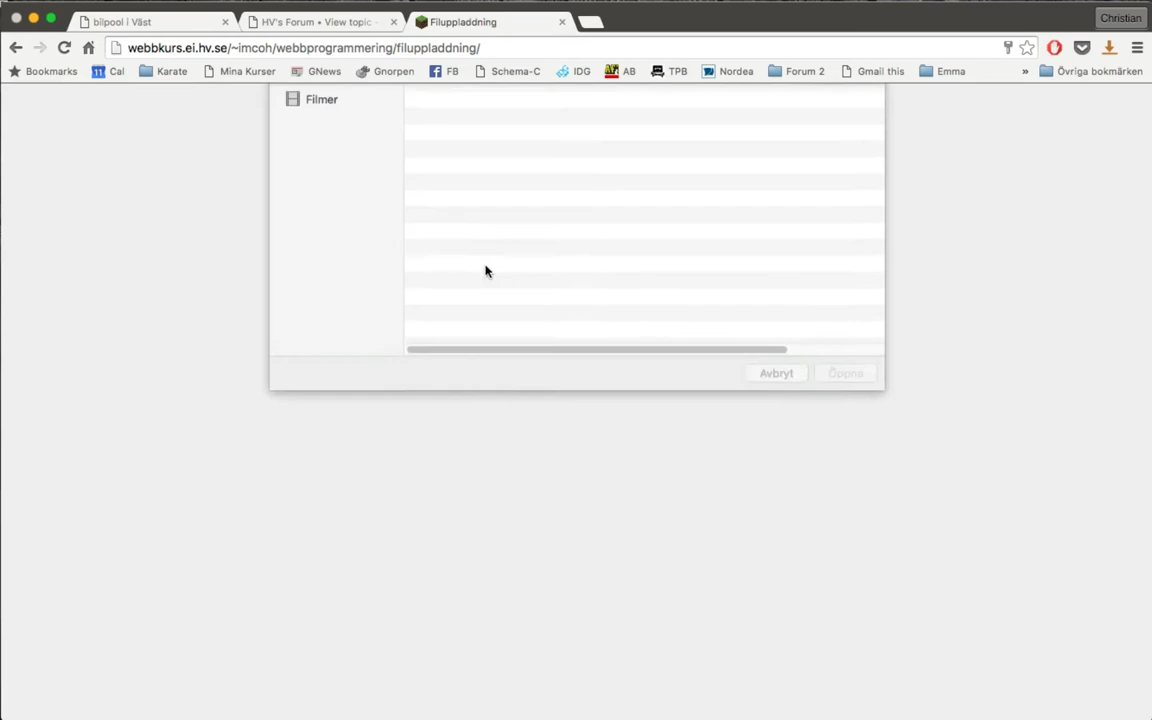 bilpool i Väst
HV's Forum • View topic -
Filuppladdning
Christian
webbkurs.ei.hv.se/~imcoh/webbprogrammering/filuppladdning/
Bookmarks 11 Cal Karate Mina Kurser GNews Gnorpen FB Schema-C IDG AB TPB Nordea Forum 2 Gmail this Emma » Övriga bokmärken
Filmer
Avbryt Öppna